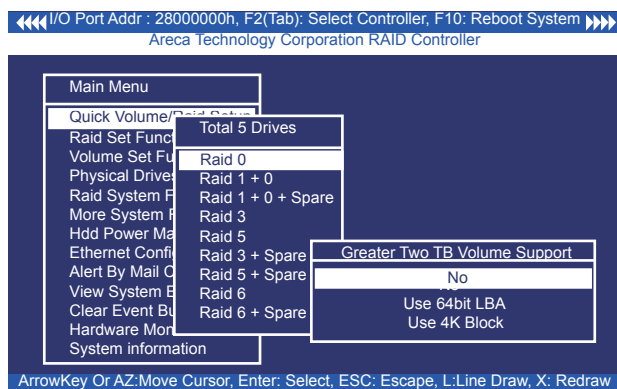 I/O Port Addr : 28000000h, F2(Tab): Select Controller, F10: Reboot System
Areca Technology Corporation RAID Controller
Main Menu
Quick Volume/Raid Setup
Raid Set Funct
Volume Set Fu
Physical Drives
Raid System F
More System F
Hdd Power Ma
Ethernet Confi
Alert By Mail C
View System E
Clear Event Bu
Hardware Mon
System information
Total 5 Drives
Raid 0
Raid 1 + 0
Raid 1 + 0 + Spare
Raid 3
Raid 5
Raid 3 + Spare
Raid 5 + Spare
Raid 6
Raid 6 + Spare
Greater Two TB Volume Support
No
Use 64bit LBA
Use 4K Block
ArrowKey Or AZ:Move Cursor, Enter: Select, ESC: Escape, L:Line Draw, X: Redraw